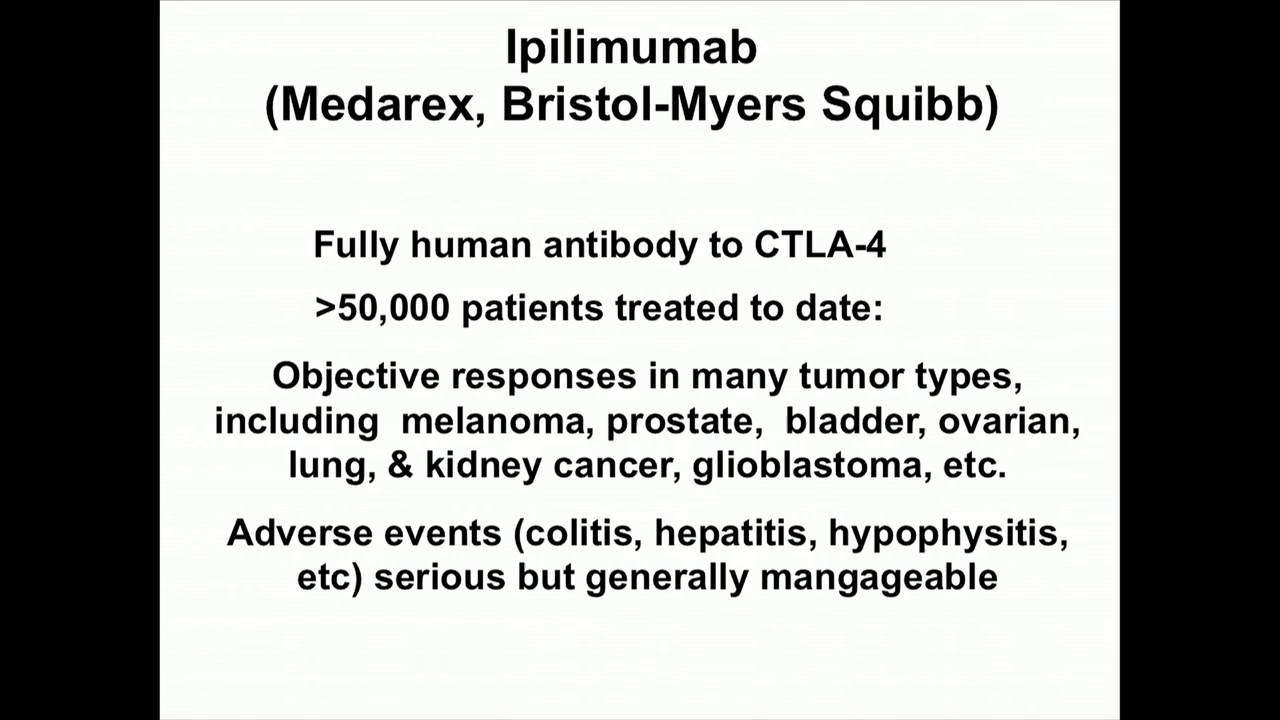 Ipilimumab
(Medarex, Bristol-Myers Squibb)
Fully human antibody to CTLA-4
>50,000 patients treated to date:
Objective responses in many tumor types,
including  melanoma, prostate,  bladder, ovarian,
lung, & kidney cancer, glioblastoma, etc.
Adverse events (colitis, hepatitis, hypophysitis,
etc) serious but generally mangageable